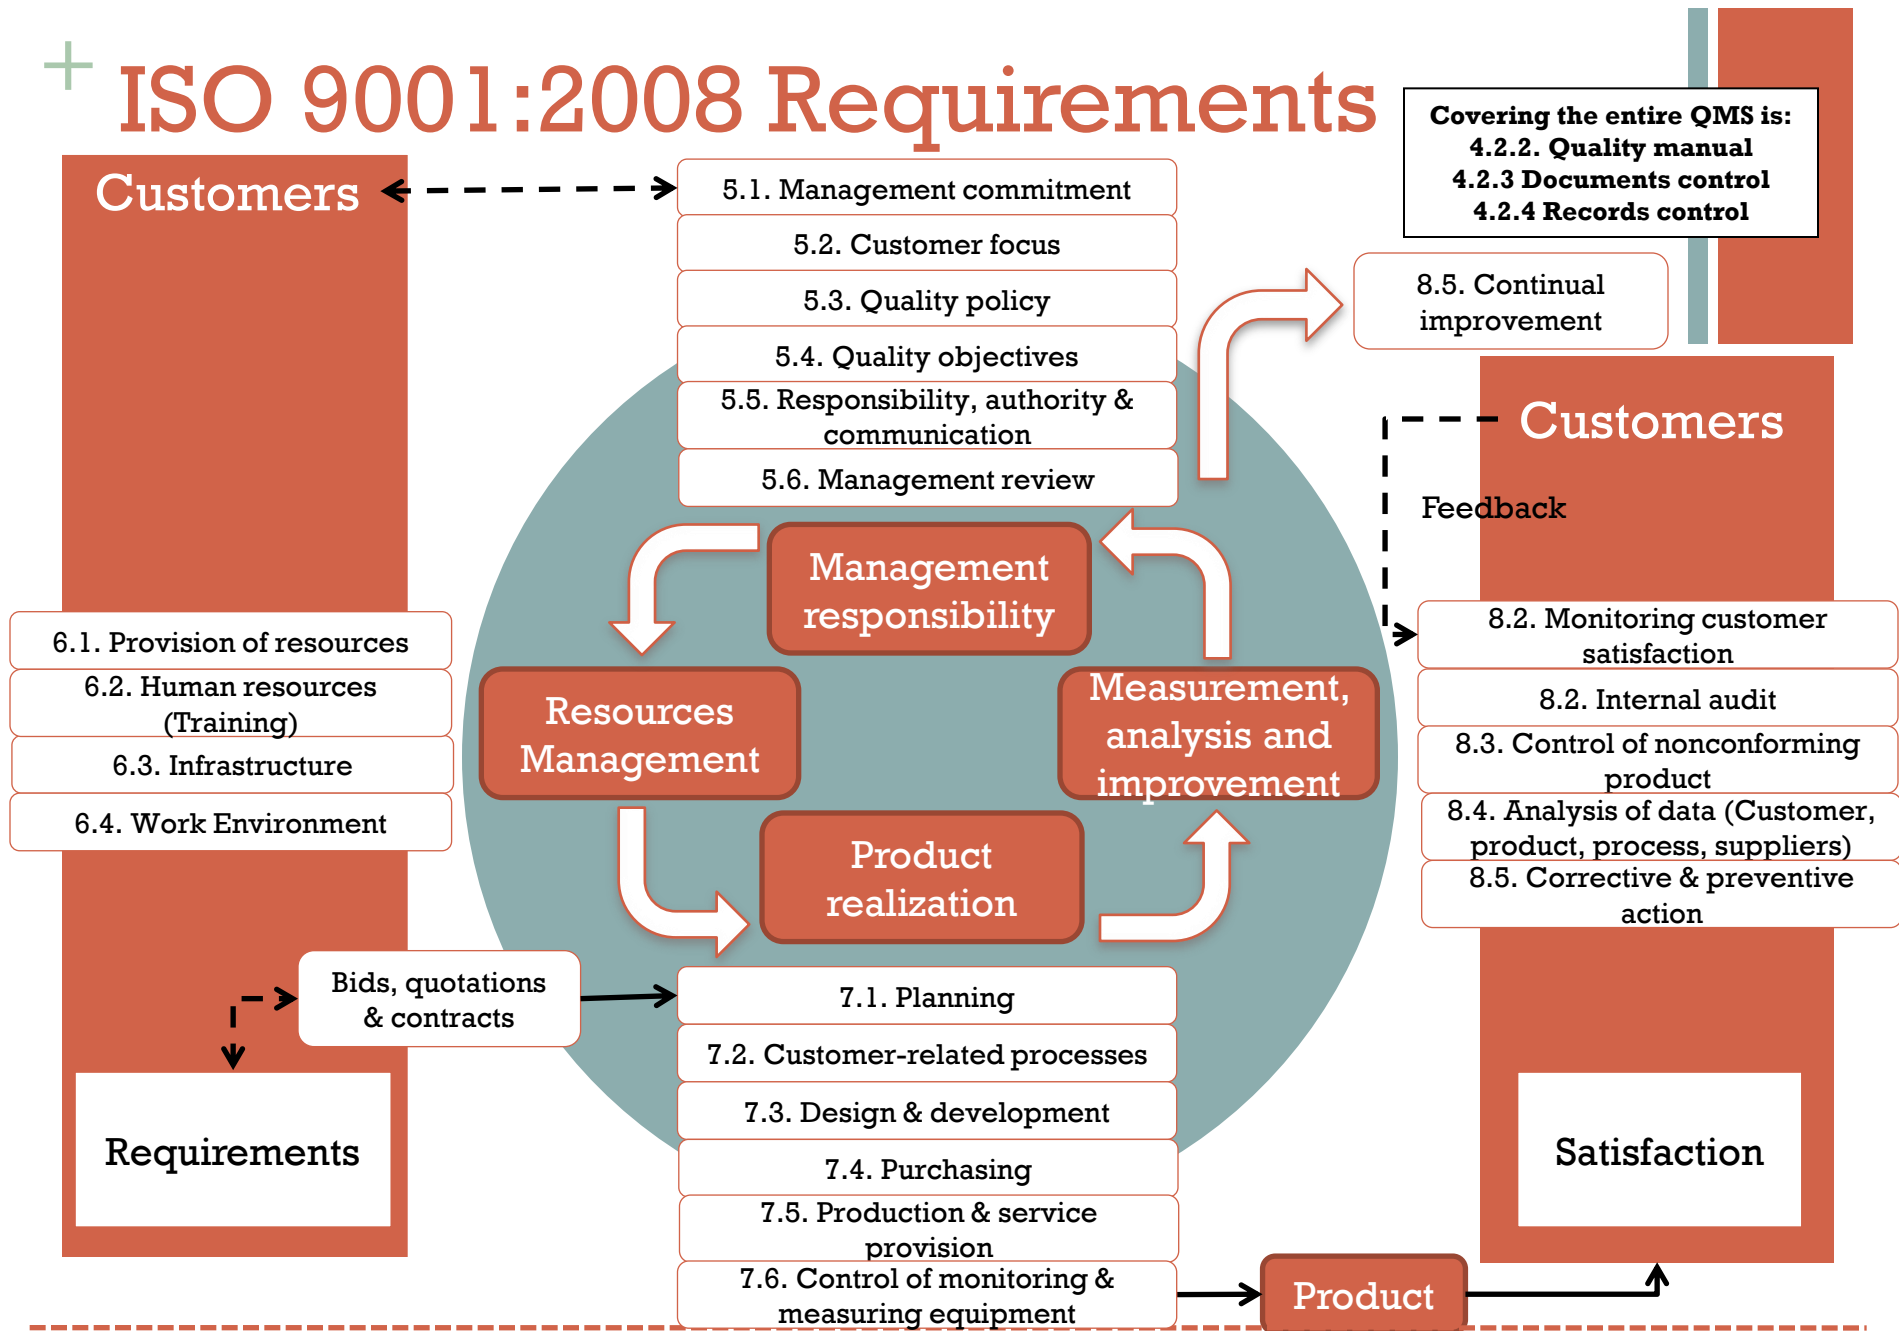 + ISO 9001:2008 Requirements
Covering the entire QMS is:
4.2.2. Quality manual
4.2.3 Documents control
4.2.4 Records control
Customers
5.1. Management commitment
5.2. Customer focus
5.3. Quality policy
5.4. Quality objectives
5.5. Responsibility, authority &
communication
5.6. Management review
8.5. Continual
improvement
Customers
Feedback
Management
responsibility
6.1. Provision of resources
6.2. Human resources
(Training)
6.3. Infrastructure
6.4. Work Environment
Resources
Management
Measurement,
analysis and
improvement
8.2. Monitoring customer
satisfaction
8.2. Internal audit
8.3. Control of nonconforming
product
8.4. Analysis of data (Customer,
product, process, suppliers)
8.5. Corrective & preventive
action
Product
realization
Bids, quotations
& contracts
7.1. Planning
7.2. Customer-related processes
7.3. Design & development
7.4. Purchasing
7.5. Production & service
provision
7.6. Control of monitoring &
measuring equipment
Requirements
Satisfaction
Product